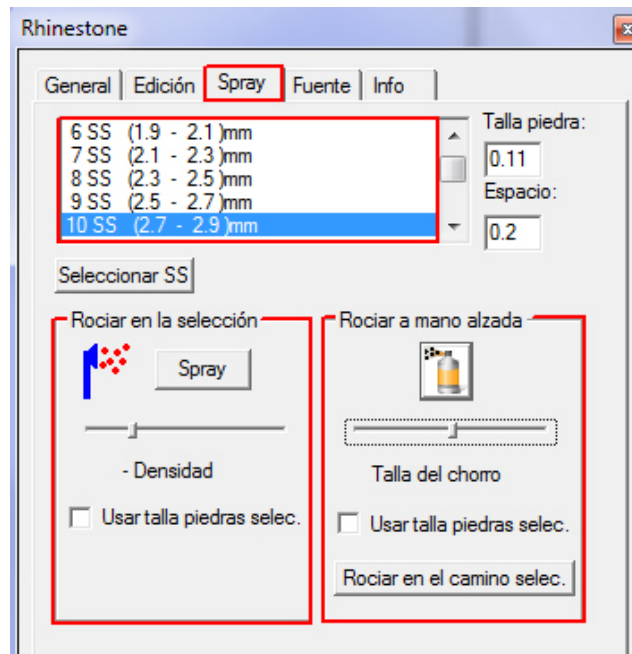 Rhinestone
General Edición Spray Fuente Info
6 SS (1.9 - 2.1 )mm
7 SS (2.1 - 2.3 )mm
8 SS (2.3 - 2.5 )mm
9 SS (2.5 - 2.7 )mm
10 SS (2.7 - 2.9 )mm
Talla piedra:
0.11
Espacio:
0.2
Seleccionar SS
Rociar en la selección
Spray
- Densidad
Usar talla piedras selec.
Rociar a mano alzada
Talla del chorro
Usar talla piedras selec.
Rociar en el camino selec.